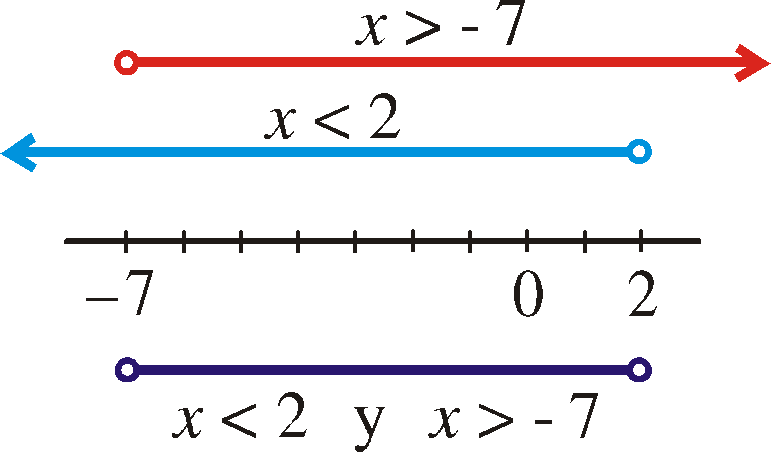 x > - 7
x < 2
–7 0 2
x < 2 y x > - 7